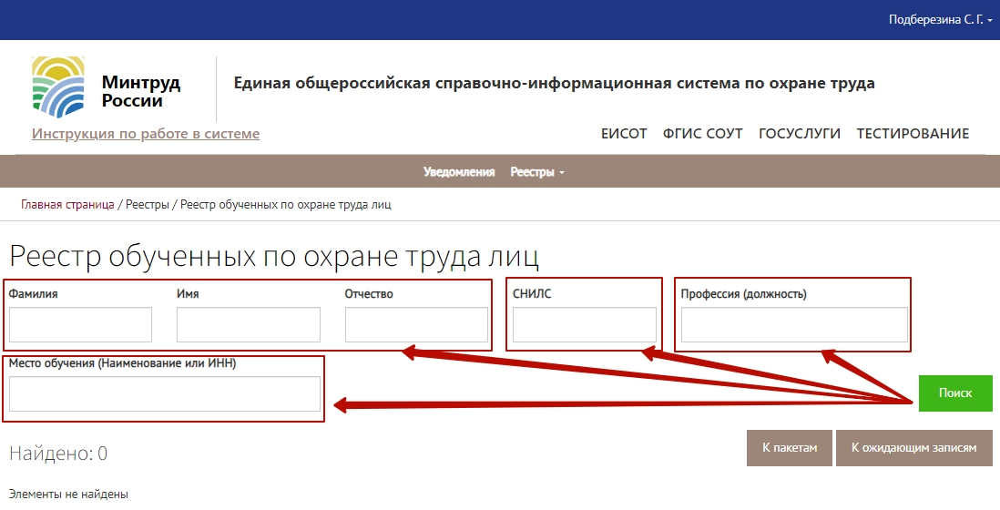 Подберезина С. Г.
Минтруд
России
Единая общероссийская справочно-информационная система по охране труда
Инструкция по работе в системе
ЕИСОТ ФГИС СОУТ ГОСУСЛУГИ ТЕСТИРОВАНИЕ
Уведомления Реестры
Главная страница / Реестры / Реестр обученных по охране труда лиц
Реестр обученных по охране труда лиц
Фамилия Имя Отчество СНИЛС Профессия (должность)
Место обучения (Наименование или ИНН)
Поиск
Найдено: 0 К пакетам К ожидающим записям
Элементы не найдены